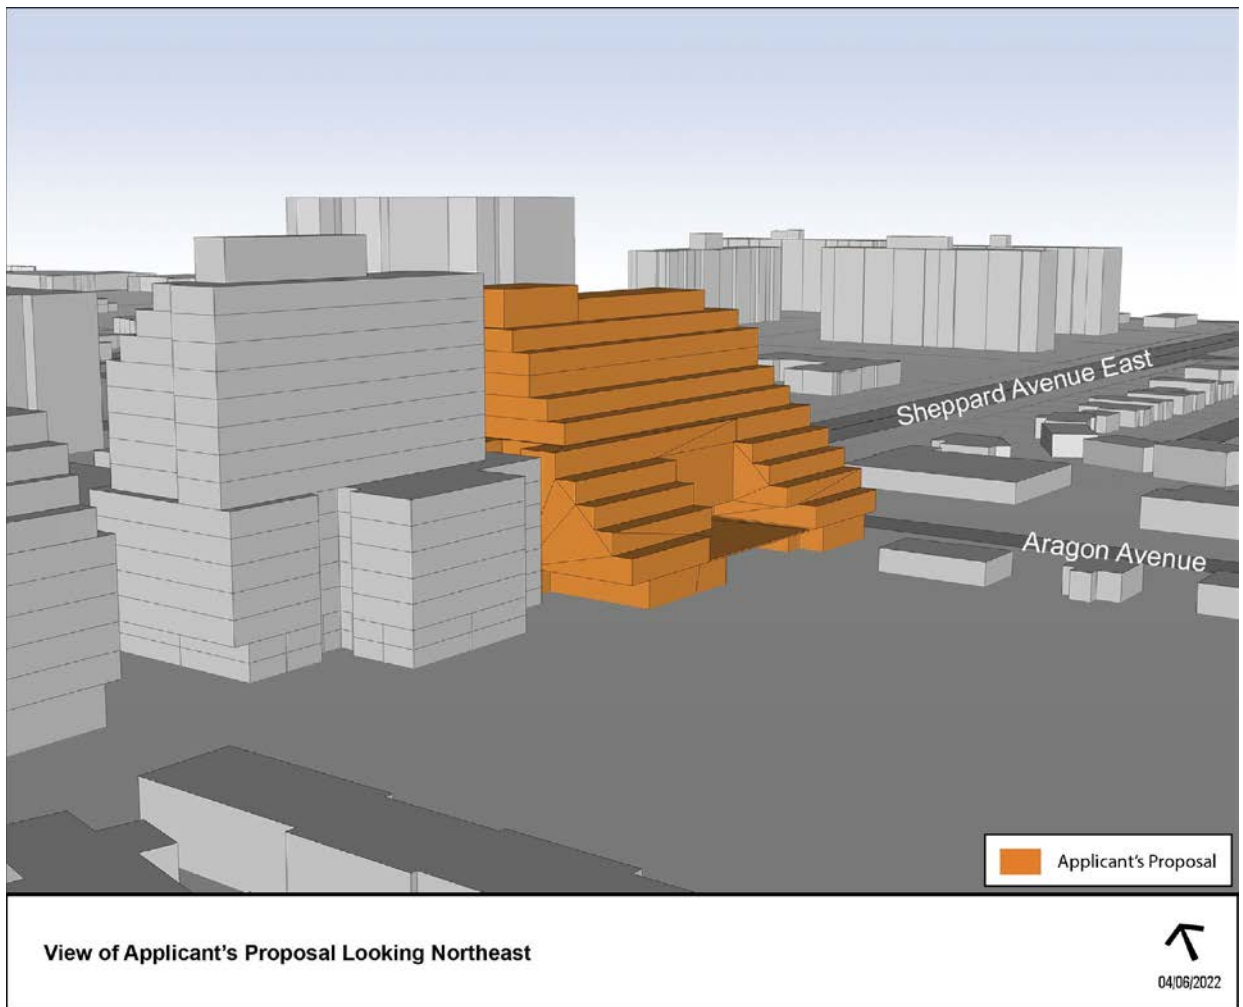 Sheppard Avenue East
Aragon Avenue
Applicant's Proposal
View of Applicant's Proposal Looking Northeast
04/06/2022